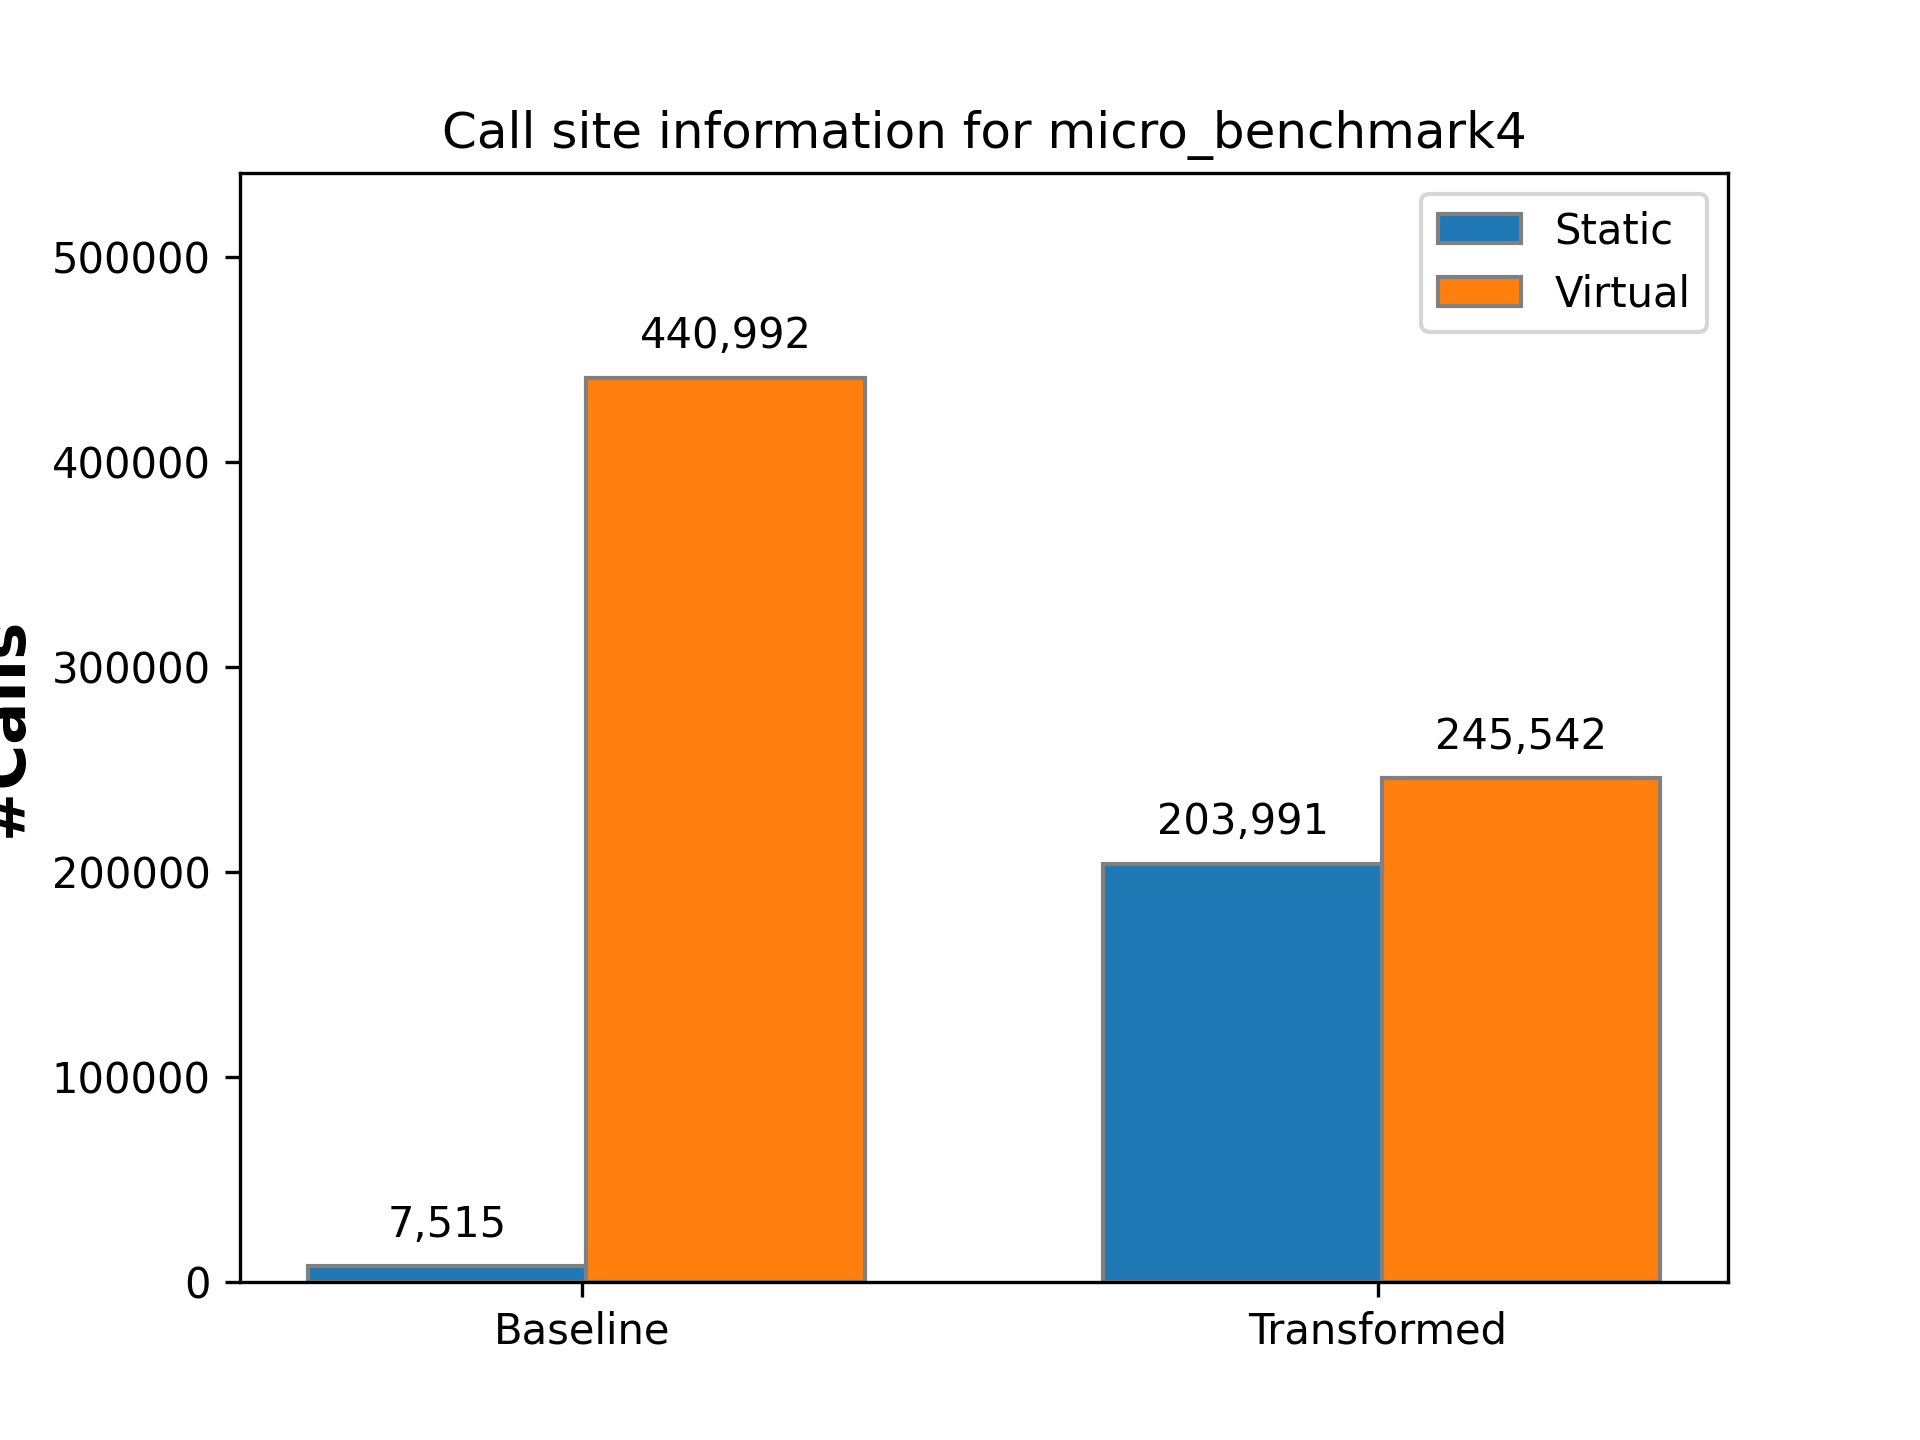 Call site information for micro_benchmark4
Static
Virtual
#Calls
500000
400000
300000
200000
100000
0
440,992
7,515
203,991
245,542
Baseline
Transformed